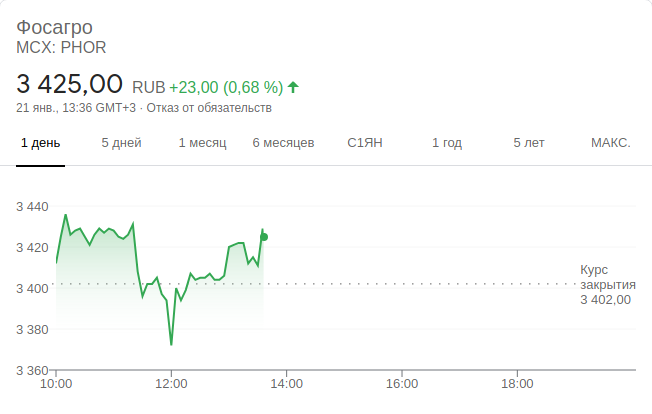 Фосагро
MCX: PHOR
3 425,00 RUB +23,00 (0,68 %)
21 янв., 13:36 GMT+3 · Отказ от обязательств
1 день 5 дней 1 месяц 6 месяцев С1ЯН 1 год 5 лет МАКС.
3 440
3 420
3 400
3 380
3 360
Курс
закрытия
3 402,00
10:00 12:00 14:00 16:00 18:00